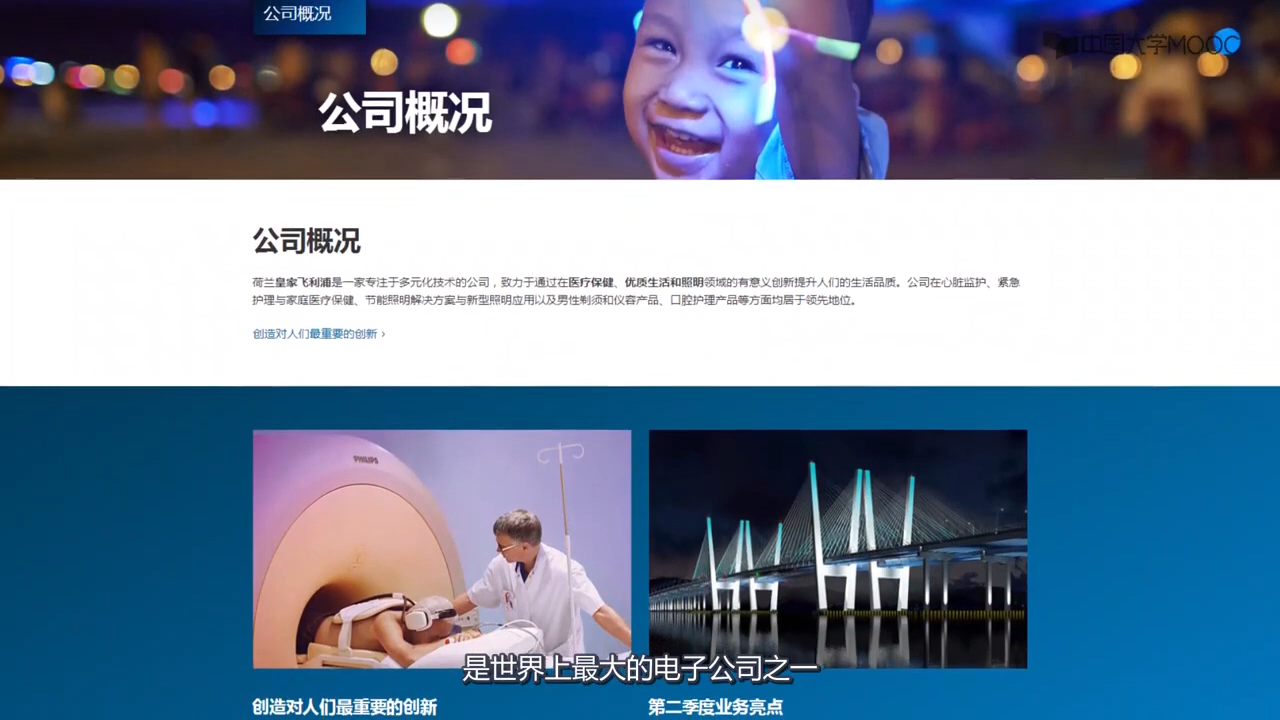 公司概况
中国大学MOOC
公司概况
公司概况
荷兰皇家飞利浦是一家专注于多元化技术的公司，致力于通过在医疗保健、优质生活和照明领域的有意义创新提升人们的生活品质。公司在心脏监护、紧急
护理与家庭医疗保健、节能照明解决方案与新型照明应用以及男性剃须和仪容产品、口腔护理产品等方面均居于领先地位。
创造对人们最重要的创新 ›
PHILIPS
是世界上最大的电子公司之一
创造对人们最重要的创新
第二季度业务亮点